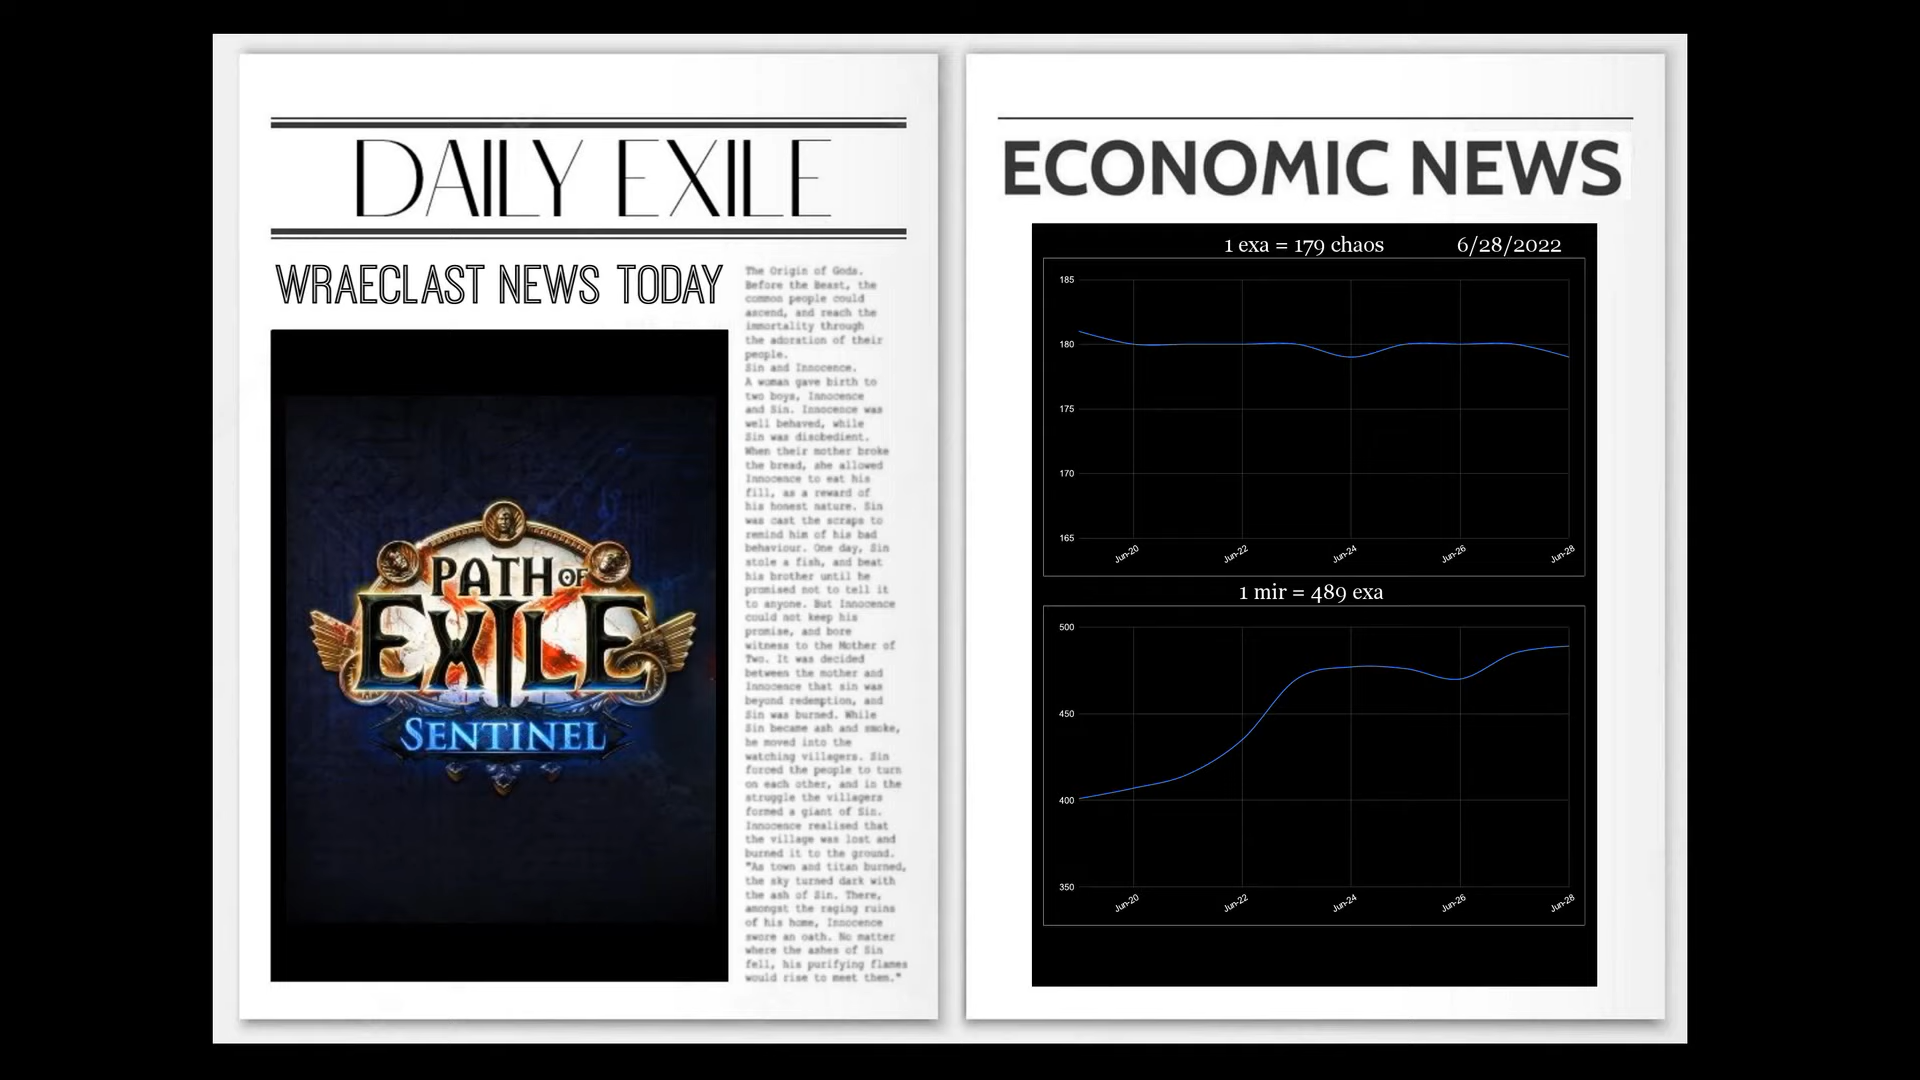 DAILY EXILE
WRAECLAST NEWS TODAY
The Origin of Gods.
Before the Beast, the
common people could
ascend, and reach the
immortality through
the adoration of their
people.
Sin and Innocence.
A woman gave birth to
two boys, Innocence
and Sin. Innocence was
well behaved, while
Sin was disobedient.
When their mother broke
the bread, she allowed
Innocence to eat his
fill, as a reward of
his honest nature. Sin
was cast the scraps to
remind him of his bad
behaviour. One day, Sin
stole a fish, and beat
his brother until he
promised not to tell it
to anyone. But Innocence
could not keep his
promise, and bore
witness to the Mother of
Two. It was decided
between the mother and
Innocence that sin was
beyond redemption, and
Sin was burned. While
Sin became ash and smoke,
he moved into the
watching villagers. Sin
forced the people to turn
on each other, and in the
struggle the villagers
formed a giant of Sin.
Innocence realised that
the village was lost and
burned it to the ground.
"As town and titan burned,
the sky turned dark with
the ash of Sin. There,
amongst the raging ruins
of his home, Innocence
swore an oath. No matter
where the ashes of Sin
fell, his purifying flames
would rise to meet them."
PATH OF
EXILE
SENTINEL
ECONOMIC NEWS
1 exa = 179 chaos 6/28/2022
185
180
175
170
165
Jun-20 Jun-22 Jun-24 Jun-26 Jun-28
1 mir = 489 exa
500
450
400
350
Jun-20 Jun-22 Jun-24 Jun-26 Jun-28